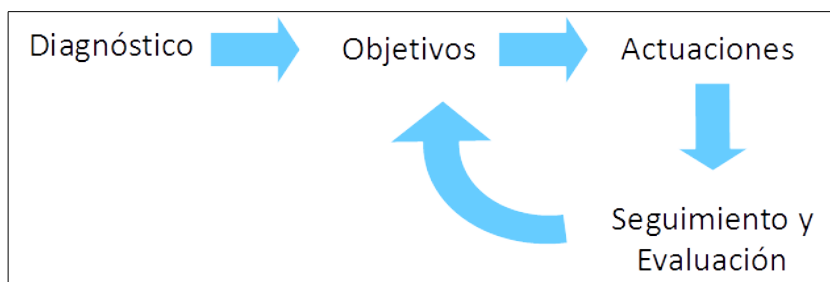 Diagnóstico
Objetivos
Actuaciones
Seguimiento y
Evaluación